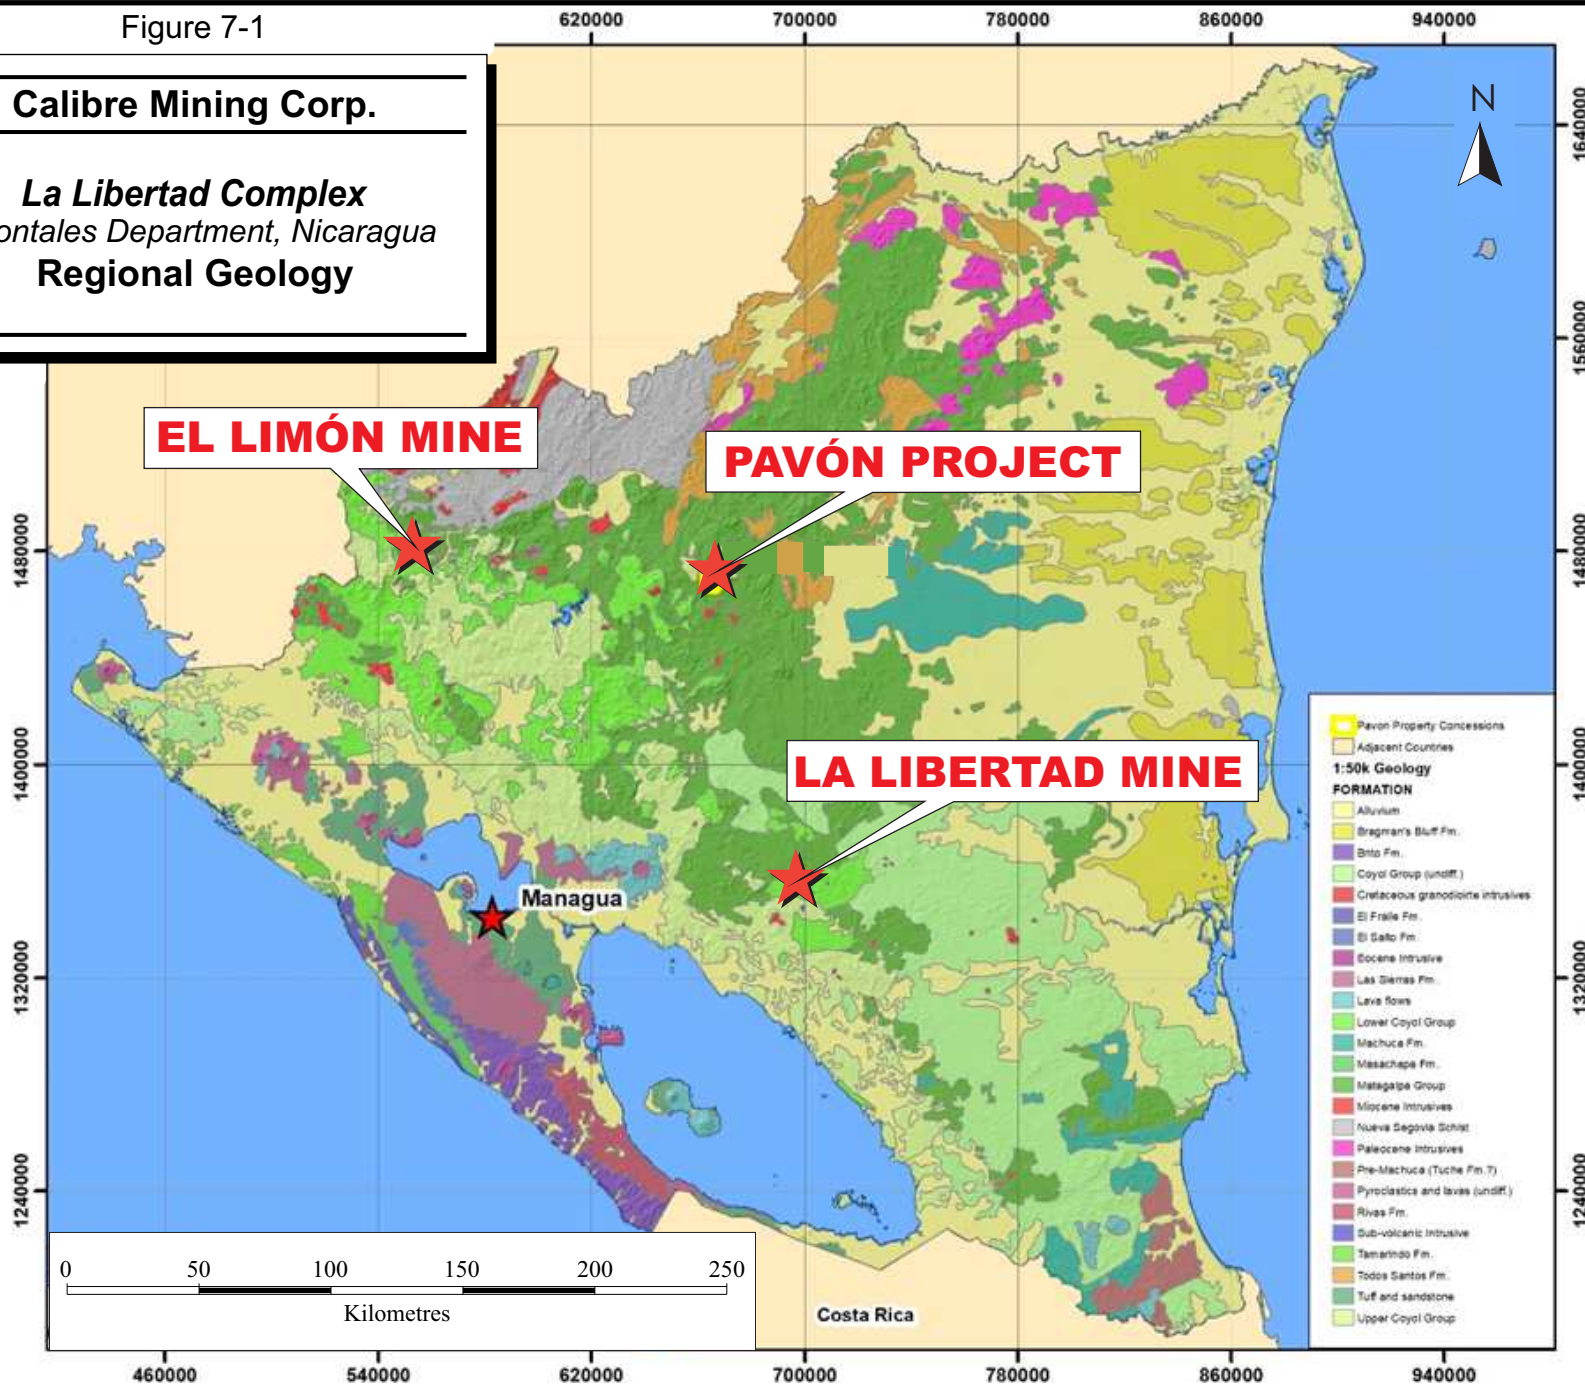 Figure 7-1
Calibre Mining Corp.
La Libertad Complex
ontales Department, Nicaragua
Regional Geology
620000
700000
780000
860000
940000
N
1640000
1560000
1480000
1400000
1320000
1240000
EL LIMÓN MINE
PAVÓN PROJECT
LA LIBERTAD MINE
Managua
Costa Rica
1480000
1400000
1320000
1240000
Pavon Property Concessions
Adjacent Countries
1:50k Geology
FORMATION
Alluvium
Bragman's Bluff Fm.
Brito Fm.
Coyol Group (undiff.)
Cretaceous granodioirte intrusives
El Fraile Fm.
El Salto Fm.
Eocene Intrusive
Las Sierras Fm.
Lava flows
Lower Coyol Group
Machuca Fm.
Masachapa Fm.
Matagalpa Group
Miocene Intrusives
Nueva Segovia Schist
Paleocene Intrusives
Pre-Machuca (Tuche Fm.?)
Pyroclastics and lavas (undiff.)
Rivas Fm.
Sub-volcanic Intrusive
Tamarindo Fm.
Todos Santos Fm.
Tuff and sandstone
Upper Coyol Group
0 50 100 150 200 250
Kilometres
460000
540000
620000
700000
780000
860000
940000